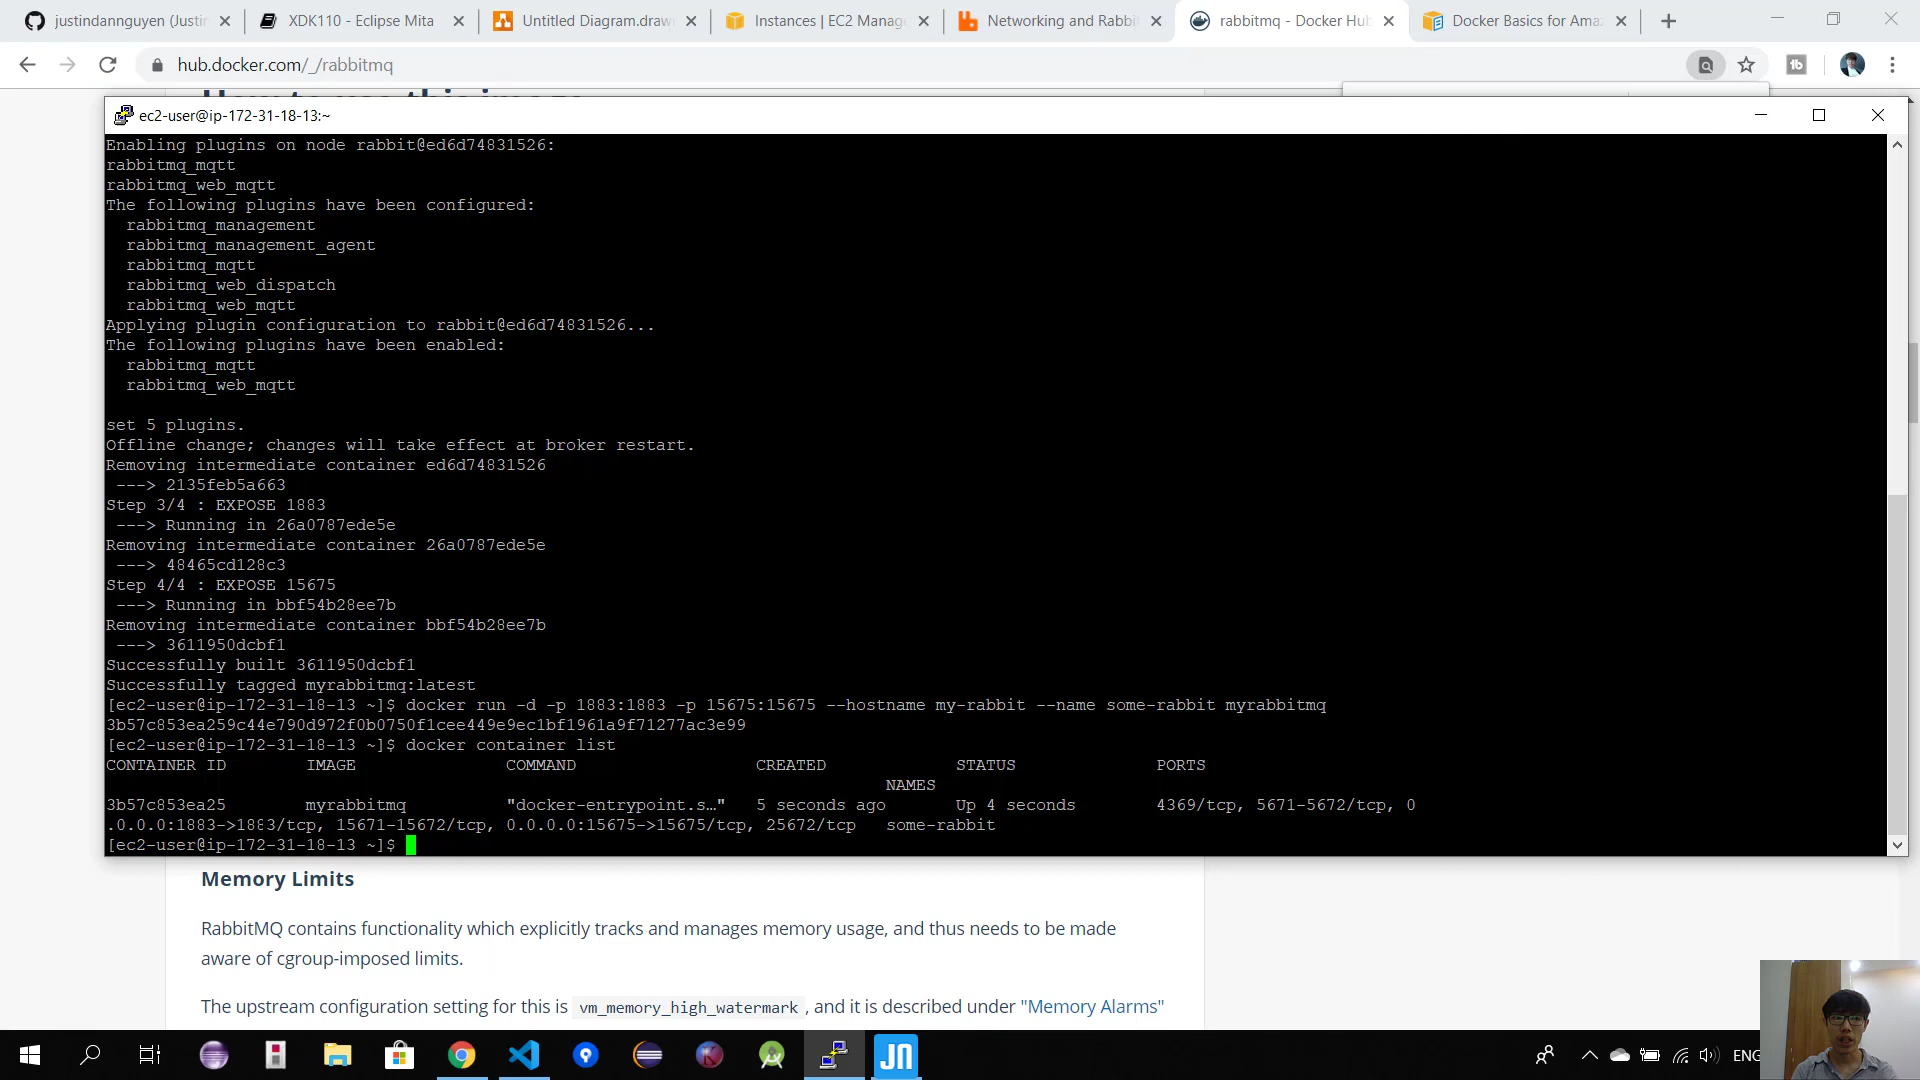 justindannguyen (Justin
XDK110 - Eclipse Mita
Untitled Diagram.draw
Instances | EC2 Manag
Networking and Rabbi
rabbitmq - Docker Hub
Docker Basics for Ama
hub.docker.com/_/rabbitmq
How to use this image
ec2-user@ip-172-31-18-13:~
Enabling plugins on node rabbit@ed6d74831526:
rabbitmq_mqtt
rabbitmq_web_mqtt
The following plugins have been configured:
rabbitmq_management
rabbitmq_management_agent
rabbitmq_mqtt
rabbitmq_web_dispatch
rabbitmq_web_mqtt
Applying plugin configuration to rabbit@ed6d74831526...
The following plugins have been enabled:
rabbitmq_mqtt
rabbitmq_web_mqtt
set 5 plugins.
Offline change; changes will take effect at broker restart.
Removing intermediate container ed6d74831526
---> 2135feb5a663
Step 3/4 : EXPOSE 1883
---> Running in 26a0787ede5e
Removing intermediate container 26a0787ede5e
---> 48465cd128c3
Step 4/4 : EXPOSE 15675
---> Running in bbf54b28ee7b
Removing intermediate container bbf54b28ee7b
---> 3611950dcbf1
Successfully built 3611950dcbf1
Successfully tagged myrabbitmq:latest
[ec2-user@ip-172-31-18-13 ~]$ docker run -d -p 1883:1883 -p 15675:15675 --hostname my-rabbit --name some-rabbit myrabbitmq
3b57c853ea259c44e790d972f0b0750f1cee449e9ec1bf1961a9f71277ac3e99
[ec2-user@ip-172-31-18-13 ~]$ docker container list
CONTAINER ID IMAGE COMMAND CREATED STATUS PORTS
NAMES
3b57c853ea25 myrabbitmq "docker-entrypoint.s…" 5 seconds ago Up 4 seconds 4369/tcp, 5671-5672/tcp, 0
.0.0.0:1883->1883/tcp, 15671-15672/tcp, 0.0.0.0:15675->15675/tcp, 25672/tcp some-rabbit
[ec2-user@ip-172-31-18-13 ~]$
Memory Limits
RabbitMQ contains functionality which explicitly tracks and manages memory usage, and thus needs to be made
aware of cgroup-imposed limits.
The upstream configuration setting for this is vm_memory_high_watermark , and it is described under "Memory Alarms"
JN
ENG